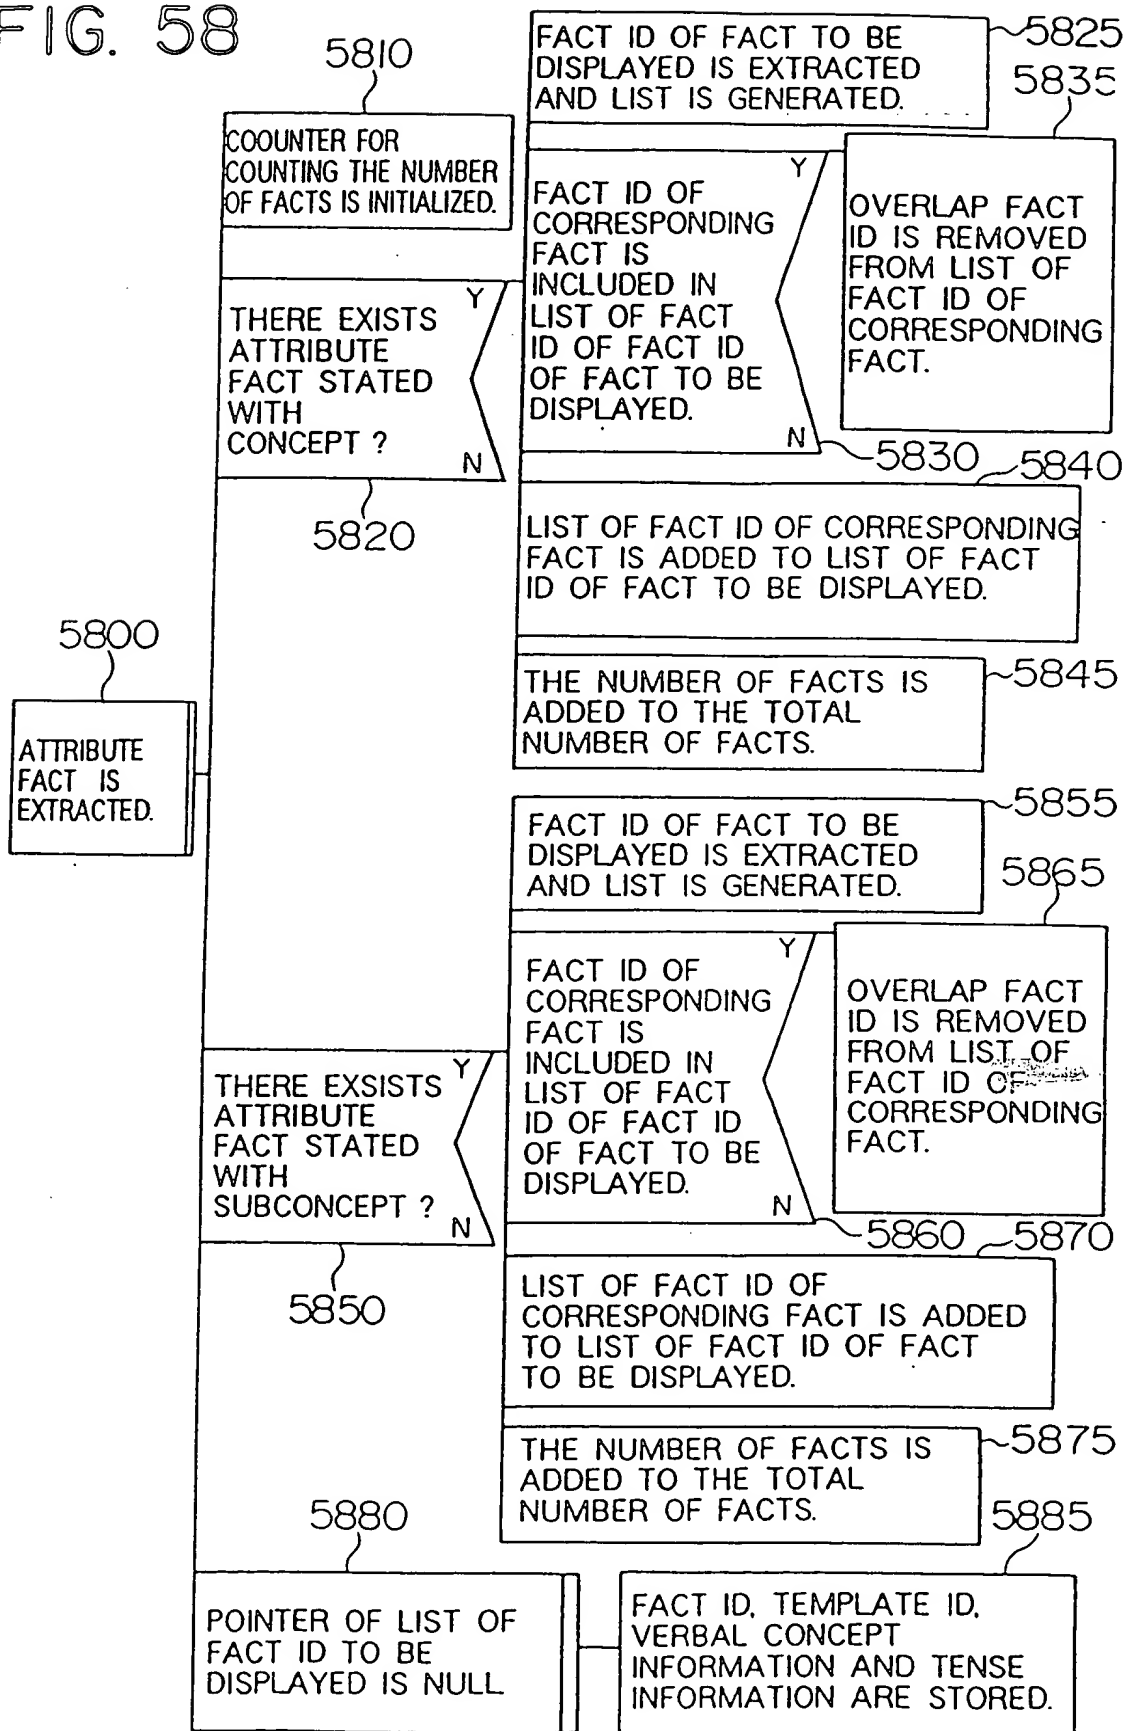 FIG. 58
5810
COOUNTER FOR
COUNTING THE NUMBER
OF FACTS IS INITIALIZED.
Y
THERE EXISTS
ATTRIBUTE
FACT STATED
WITH
CONCEPT ?
N
5820
5825
FACT ID OF FACT TO BE
DISPLAYED IS EXTRACTED
AND LIST IS GENERATED.
5835
Y
FACT ID OF
CORRESPONDING
FACT IS
INCLUDED IN
LIST OF FACT
ID OF FACT ID
OF FACT TO BE
DISPLAYED.
N
5830
OVERLAP FACT
ID IS REMOVED
FROM LIST OF
FACT ID OF
CORRESPONDING
FACT.
5840
LIST OF FACT ID OF CORRESPONDING
FACT IS ADDED TO LIST OF FACT
ID OF FACT TO BE DISPLAYED.
5845
THE NUMBER OF FACTS IS
ADDED TO THE TOTAL
NUMBER OF FACTS.
5800
ATTRIBUTE
FACT IS
EXTRACTED.
5855
FACT ID OF FACT TO BE
DISPLAYED IS EXTRACTED
AND LIST IS GENERATED.
5865
Y
FACT ID OF
CORRESPONDING
FACT IS
INCLUDED IN
LIST OF FACT
ID OF FACT ID
OF FACT TO BE
DISPLAYED.
N
5860
OVERLAP FACT
ID IS REMOVED
FROM LIST OF
FACT ID OF
CORRESPONDING
FACT.
Y
THERE EXSISTS
ATTRIBUTE
FACT STATED
WITH
SUBCONCEPT ?
N
5850
5870
LIST OF FACT ID OF
CORRESPONDING FACT IS ADDED
TO LIST OF FACT ID OF FACT
TO BE DISPLAYED.
5875
THE NUMBER OF FACTS IS
ADDED TO THE TOTAL
NUMBER OF FACTS.
5880
POINTER OF LIST OF
FACT ID TO BE
DISPLAYED IS NULL
5885
FACT ID, TEMPLATE ID,
VERBAL CONCEPT
INFORMATION AND TENSE
INFORMATION ARE STORED.